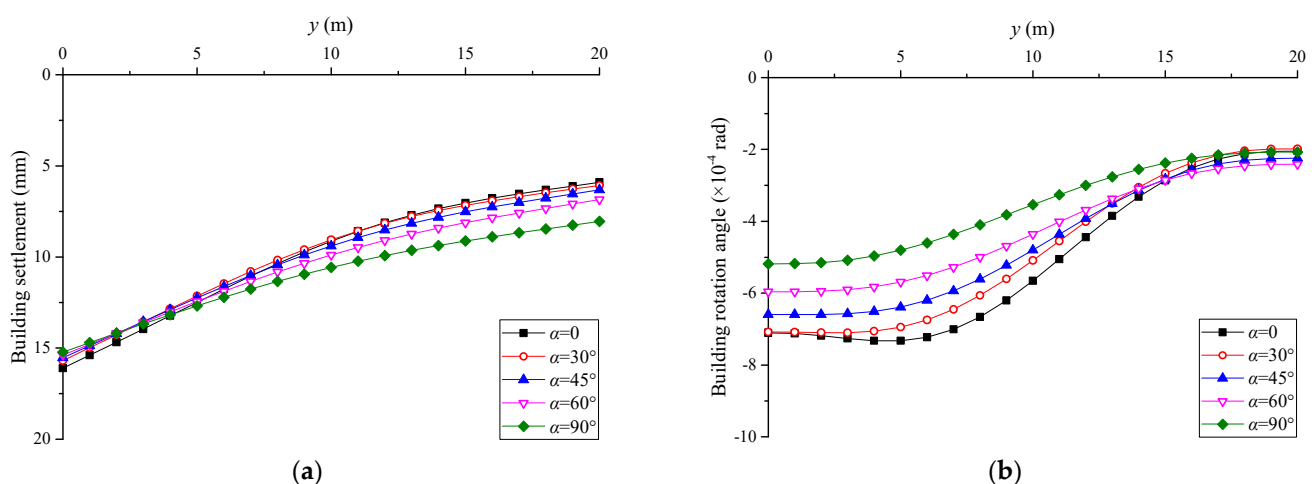 y (m)
0 5 10 15 20
0
5
10
15
20
Building settlement (mm)
α=0
α=30°
α=45°
α=60°
α=90°
(a)
y (m)
0 5 10 15 20
0
-2
-4
-6
-8
-10
Building rotation angle (×10⁻⁴ rad)
α=0
α=30°
α=45°
α=60°
α=90°
(b)